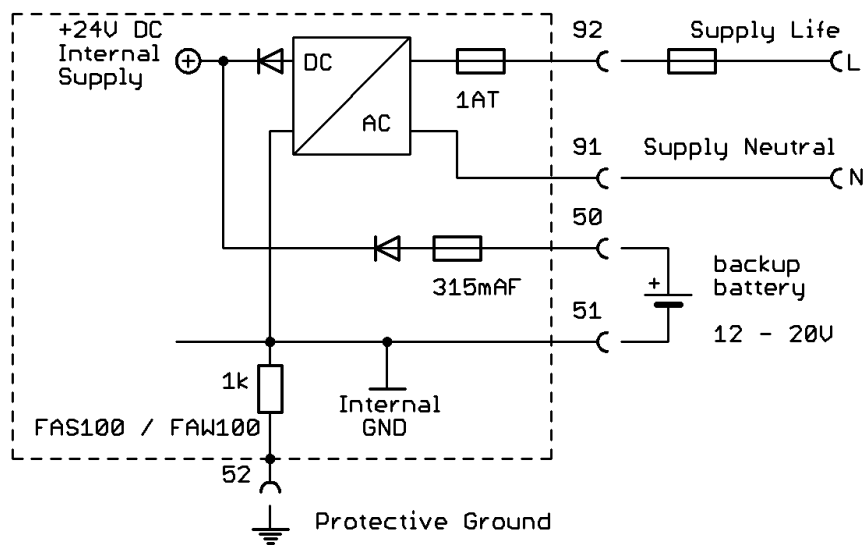 +24V DC
Internal
Supply
DC
AC
1AT
92
Supply Life
L
91
Supply Neutral
N
50
315mAF
+
backup
battery
51
12 - 20V
1k
Internal
GND
FAS100 / FAW100
52
Protective Ground